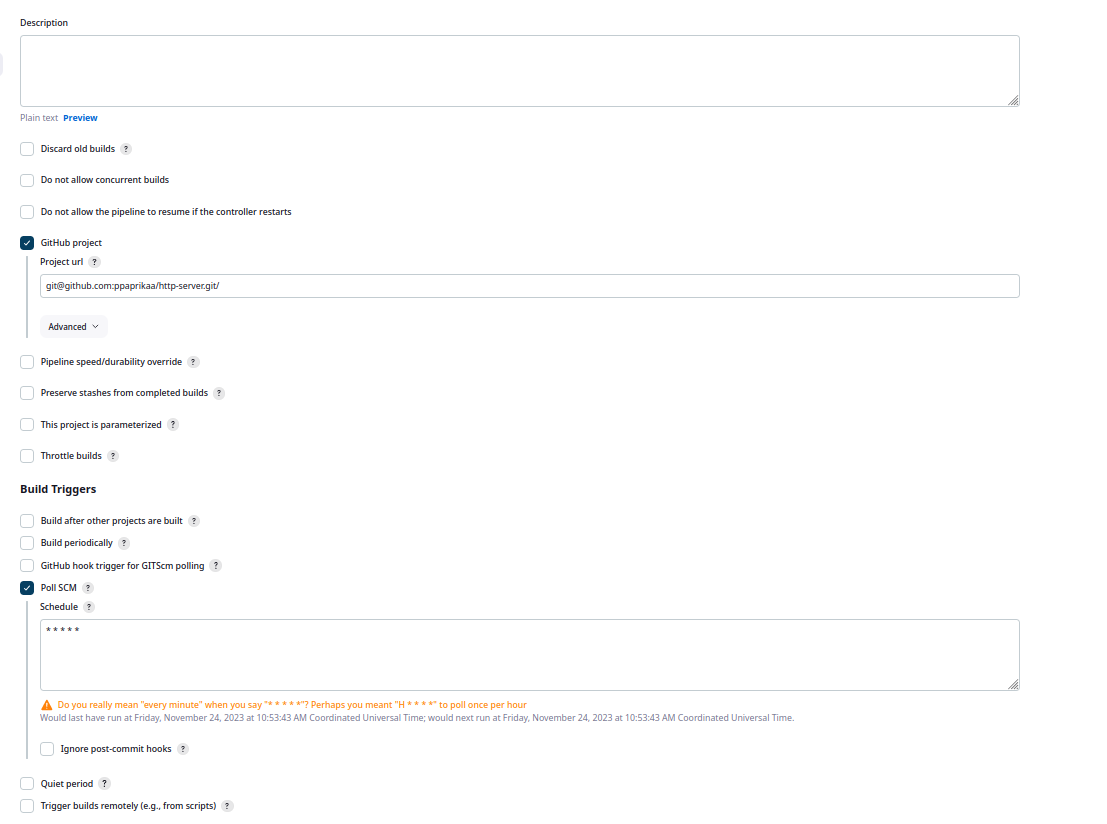 Description
Plain text Preview
Discard old builds ?
Do not allow concurrent builds
Do not allow the pipeline to resume if the controller restarts
GitHub project
Project url ?
git@github.com:ppaprikaa/http-server.git/
Advanced
Pipeline speed/durability override ?
Preserve stashes from completed builds ?
This project is parameterized ?
Throttle builds ?
Build Triggers
Build after other projects are built ?
Build periodically ?
GitHub hook trigger for GITScm polling ?
Poll SCM ?
Schedule ?
* * * * *
Do you really mean "every minute" when you say "* * * * *"? Perhaps you meant "H * * * *" to poll once per hour
Would last have run at Friday, November 24, 2023 at 10:53:43 AM Coordinated Universal Time; would next run at Friday, November 24, 2023 at 10:53:43 AM Coordinated Universal Time.
Ignore post-commit hooks ?
Quiet period ?
Trigger builds remotely (e.g., from scripts) ?